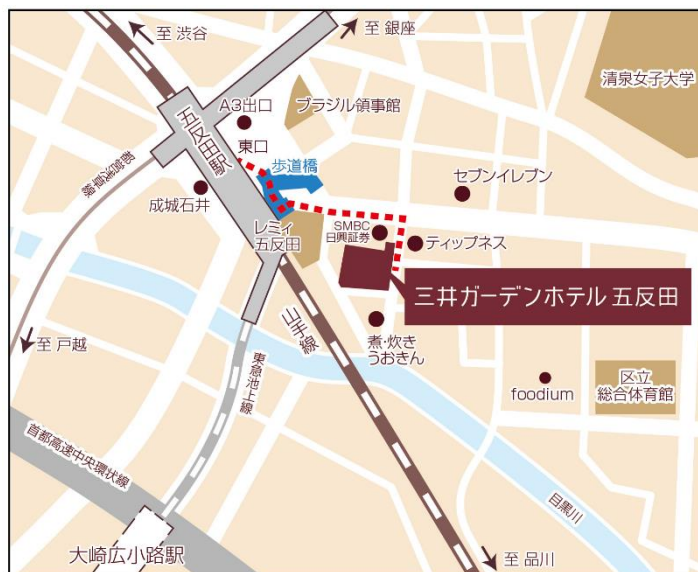 至 渋谷
至 銀座
清泉女子大学
A3出口
ブラジル領事館
五反田駅
東口
歩道橋
セブンイレブン
都営浅草線
成城石井
レミィ
五反田
SMBC
日興証券
ティップネス
三井ガーデンホテル 五反田
山手線
煮・炊き
うおきん
至 戸越
東急池上線
foodium
区立
総合体育館
首都高速中央環状線
目黒川
大崎広小路駅
至 品川